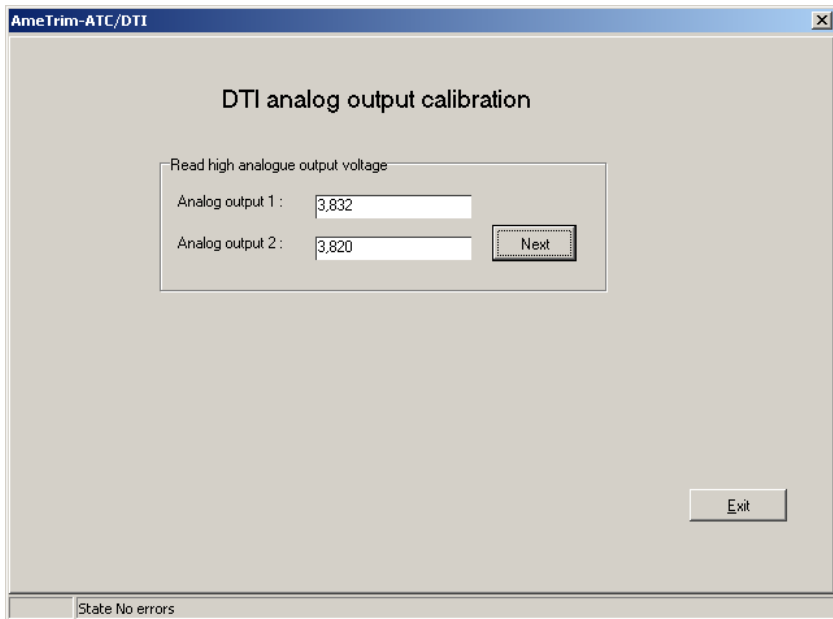 AmeTrim-ATC/DTI
DTI analog output calibration
Read high analogue output voltage
Analog output 1 :
3,832
Analog output 2 :
3,820
Next
Exit
State No errors